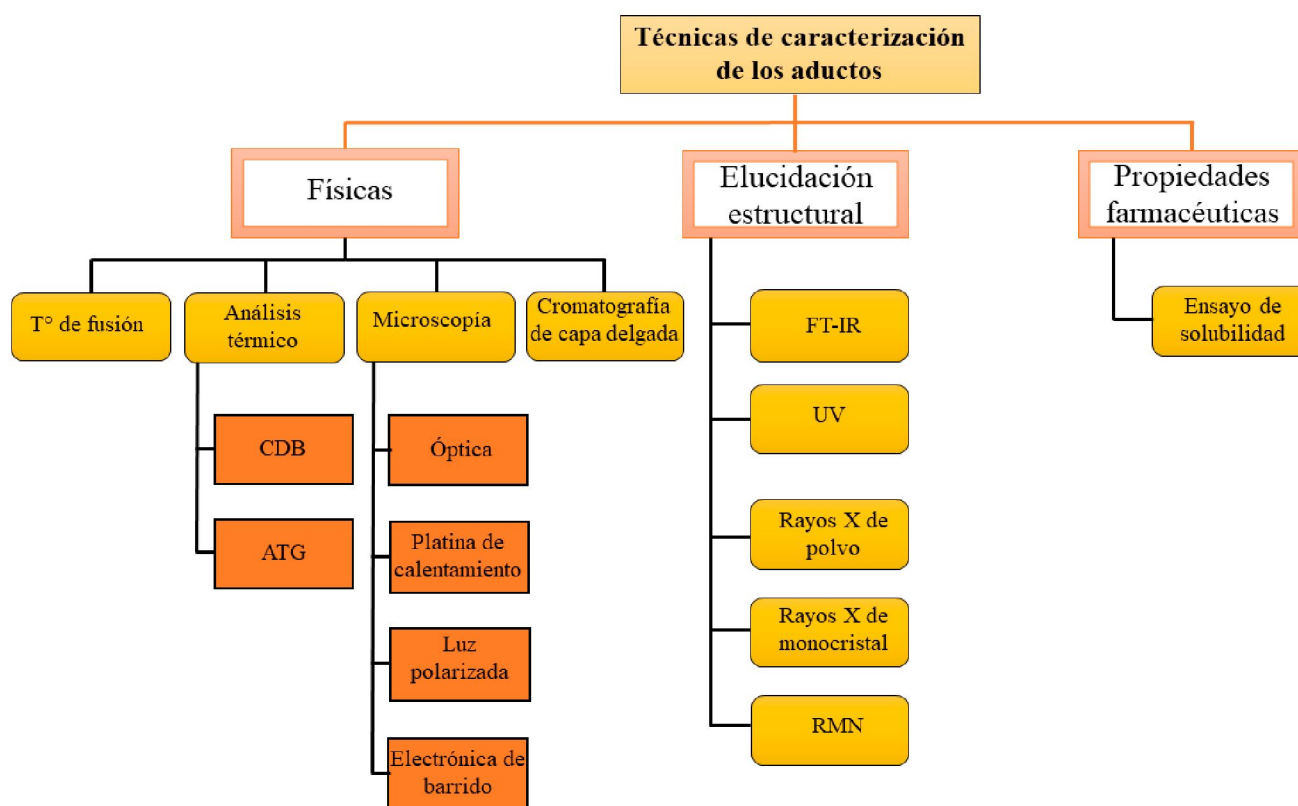 Técnicas de caracterización
de los aductos
Físicas
Elucidación
estructural
Propiedades
farmacéuticas
T° de fusión
Análisis
térmico
Microscopía
Cromatografía
de capa delgada
CDB
ATG
Óptica
Platina de
calentamiento
Luz
polarizada
Electrónica de
barrido
FT-IR
UV
Rayos X de
polvo
Rayos X de
monocristal
RMN
Ensayo de
solubilidad